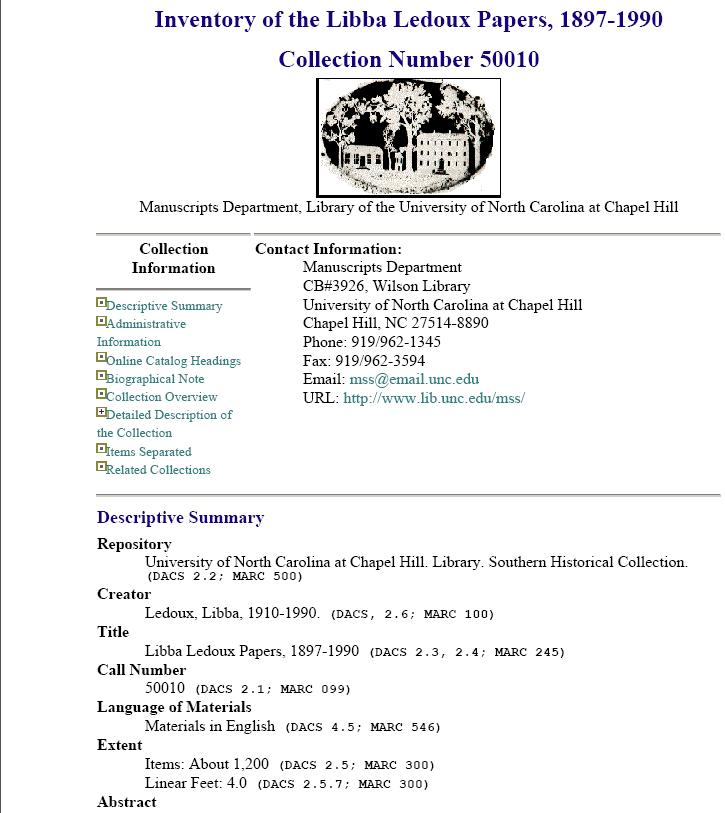 Inventory of the Libba Ledoux Papers, 1897-1990
Collection Number 50010
Manuscripts Department, Library of the University of North Carolina at Chapel Hill
Collection
Information
Descriptive Summary
Administrative
Information
Online Catalog Headings
Biographical Note
Collection Overview
Detailed Description of
the Collection
Items Separated
Related Collections
Contact Information:
Manuscripts Department
CB#3926, Wilson Library
University of North Carolina at Chapel Hill
Chapel Hill, NC 27514-8890
Phone: 919/962-1345
Fax: 919/962-3594
Email: mss@email.unc.edu
URL: http://www.lib.unc.edu/mss/
Descriptive Summary
Repository
University of North Carolina at Chapel Hill. Library. Southern Historical Collection.
(DACS 2.2; MARC 500)
Creator
Ledoux, Libba, 1910-1990. (DACS, 2.6; MARC 100)
Title
Libba Ledoux Papers, 1897-1990 (DACS 2.3, 2.4; MARC 245)
Call Number
50010 (DACS 2.1; MARC 099)
Language of Materials
Materials in English (DACS 4.5; MARC 546)
Extent
Items: About 1,200 (DACS 2.5; MARC 300)
Linear Feet: 4.0 (DACS 2.5.7; MARC 300)
Abstract